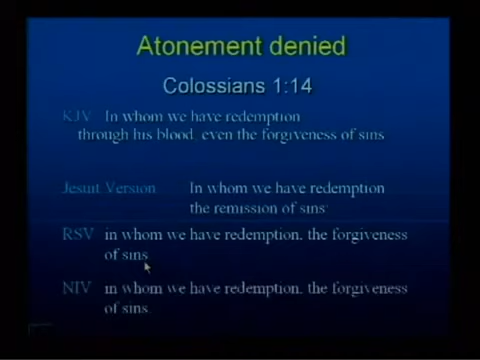 Atonement denied
Colossians 1:14
KJV In whom we have redemption
through his blood, even the forgiveness of sins
Jesuit Version In whom we have redemption
the remission of sins:
RSV in whom we have redemption, the forgiveness
of sins
NIV in whom we have redemption, the forgiveness
of sins.